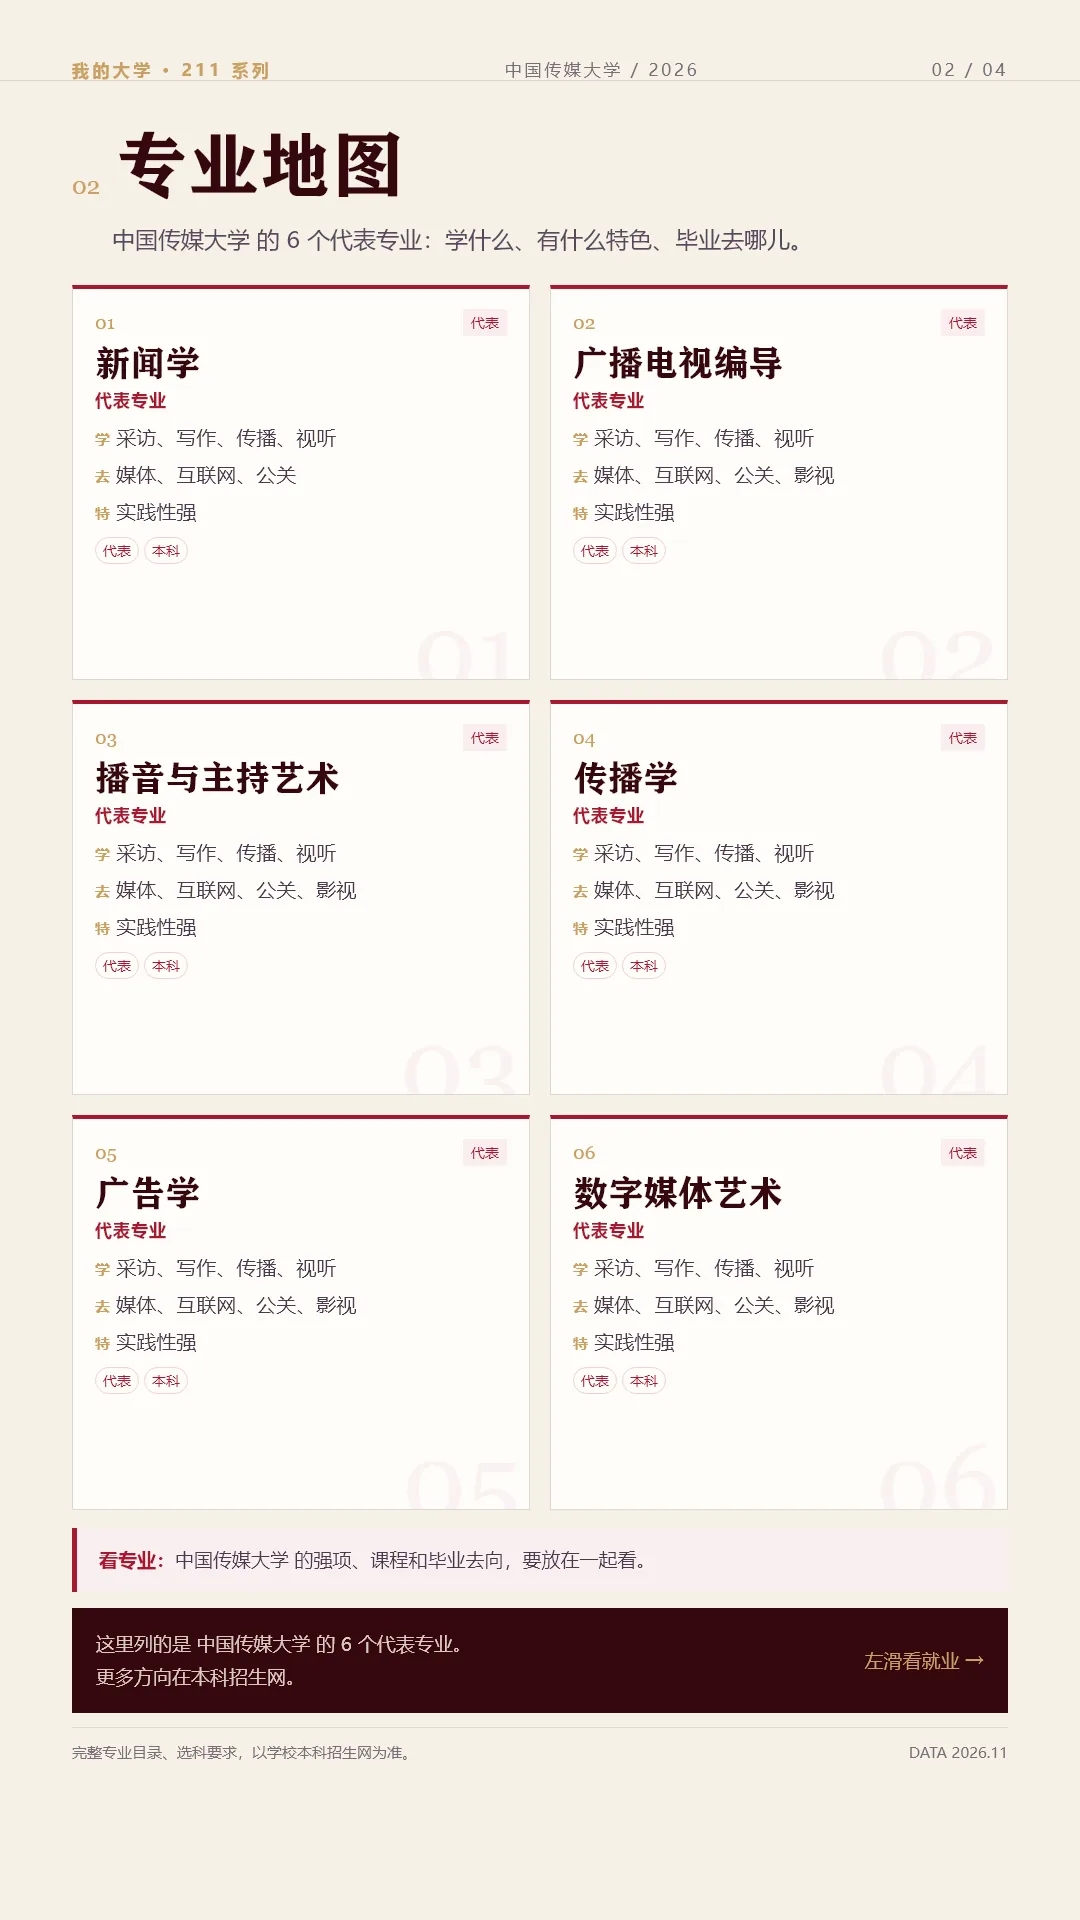 我的大学 • 211 系列
中国传媒大学 / 2026
02 / 04
02 专业地图
中国传媒大学 的 6 个代表专业：学什么、有什么特色、毕业去哪儿。
01 代表
新闻学
代表专业
学 采访、写作、传播、视听
去 媒体、互联网、公关
特 实践性强
代表 本科
01
02 代表
广播电视编导
代表专业
学 采访、写作、传播、视听
去 媒体、互联网、公关、影视
特 实践性强
代表 本科
02
03 代表
播音与主持艺术
代表专业
学 采访、写作、传播、视听
去 媒体、互联网、公关、影视
特 实践性强
代表 本科
03
04 代表
传播学
代表专业
学 采访、写作、传播、视听
去 媒体、互联网、公关、影视
特 实践性强
代表 本科
04
05 代表
广告学
代表专业
学 采访、写作、传播、视听
去 媒体、互联网、公关、影视
特 实践性强
代表 本科
05
06 代表
数字媒体艺术
代表专业
学 采访、写作、传播、视听
去 媒体、互联网、公关、影视
特 实践性强
代表 本科
06
看专业：中国传媒大学 的强项、课程和毕业去向，要放在一起看。
这里列的是 中国传媒大学 的 6 个代表专业。
更多方向在本科招生网。
左滑看就业 →
完整专业目录、选科要求，以学校本科招生网为准。
DATA 2026.11